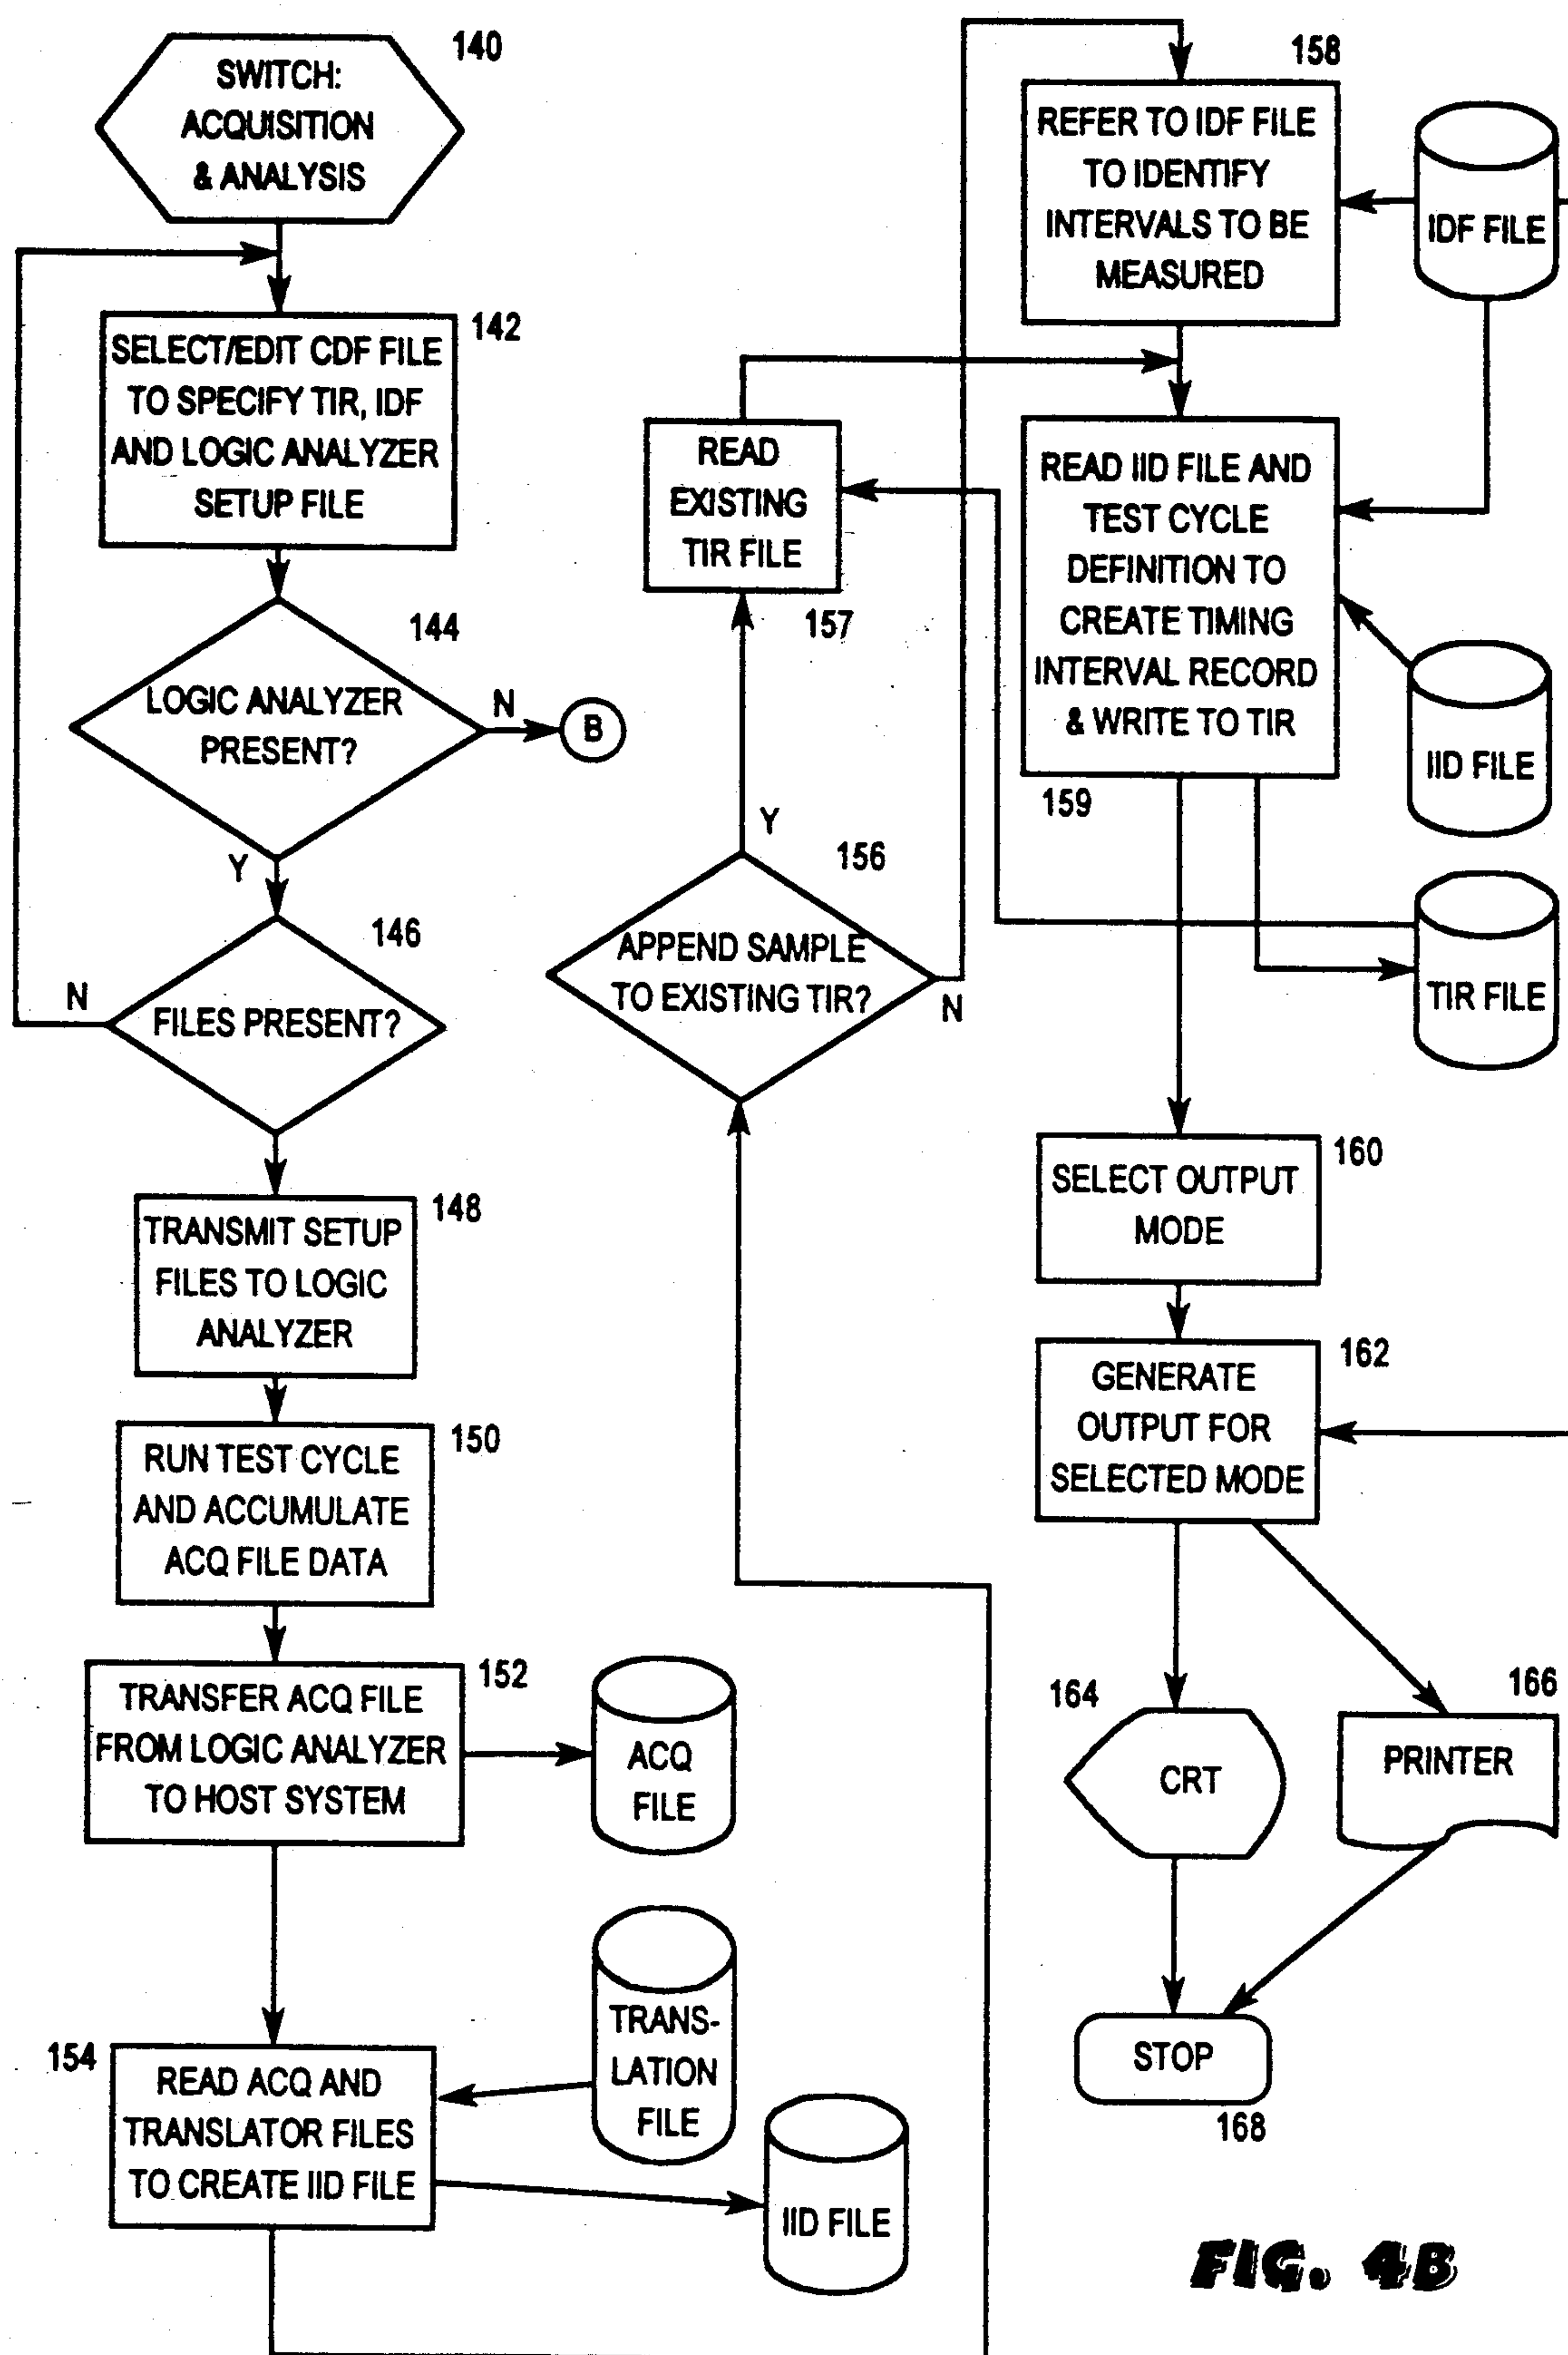 140
SWITCH:
ACQUISITION
& ANALYSIS
142
SELECT/EDIT CDF FILE
TO SPECIFY TIR, IDF
AND LOGIC ANALYZER
SETUP FILE
144
LOGIC ANALYZER
PRESENT?
N
B
Y
146
FILES PRESENT?
N
148
TRANSMIT SETUP
FILES TO LOGIC
ANALYZER
150
RUN TEST CYCLE
AND ACCUMULATE
ACQ FILE DATA
152
TRANSFER ACQ FILE
FROM LOGIC ANALYZER
TO HOST SYSTEM
ACQ
FILE
154
READ ACQ AND
TRANSLATOR FILES
TO CREATE IID FILE
TRANS-
LATION
FILE
IID FILE
156
APPEND SAMPLE
TO EXISTING TIR?
Y
N
READ
EXISTING
TIR FILE
157
158
REFER TO IDF FILE
TO IDENTIFY
INTERVALS TO BE
MEASURED
IDF FILE
READ IID FILE AND
TEST CYCLE
DEFINITION TO
CREATE TIMING
INTERVAL RECORD
& WRITE TO TIR
159
IID FILE
TIR FILE
160
SELECT OUTPUT
MODE
162
GENERATE
OUTPUT FOR
SELECTED MODE
164
CRT
166
PRINTER
STOP
168
FIG. 4B